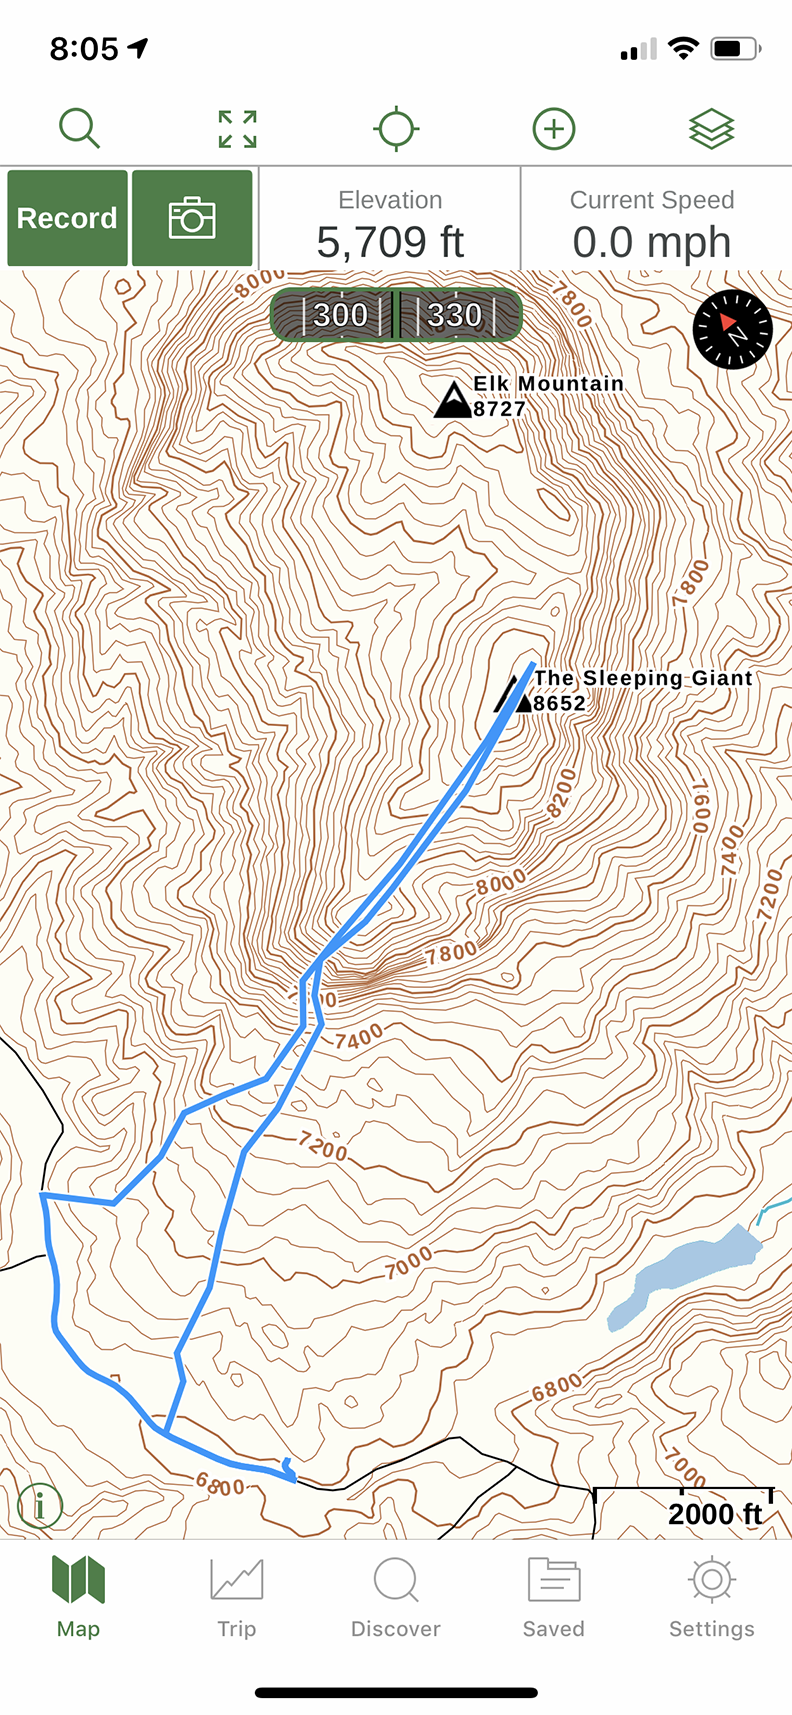 8:05
Record
Elevation
5,709 ft
Current Speed
0.0 mph
8000
300
330
7800
N
Elk Mountain
8727
7800
The Sleeping Giant
8652
8200
7600
7400
7200
8000
7800
7400
7200
7000
6800
7000
6800
i
2000 ft
Map
Trip
Discover
Saved
Settings